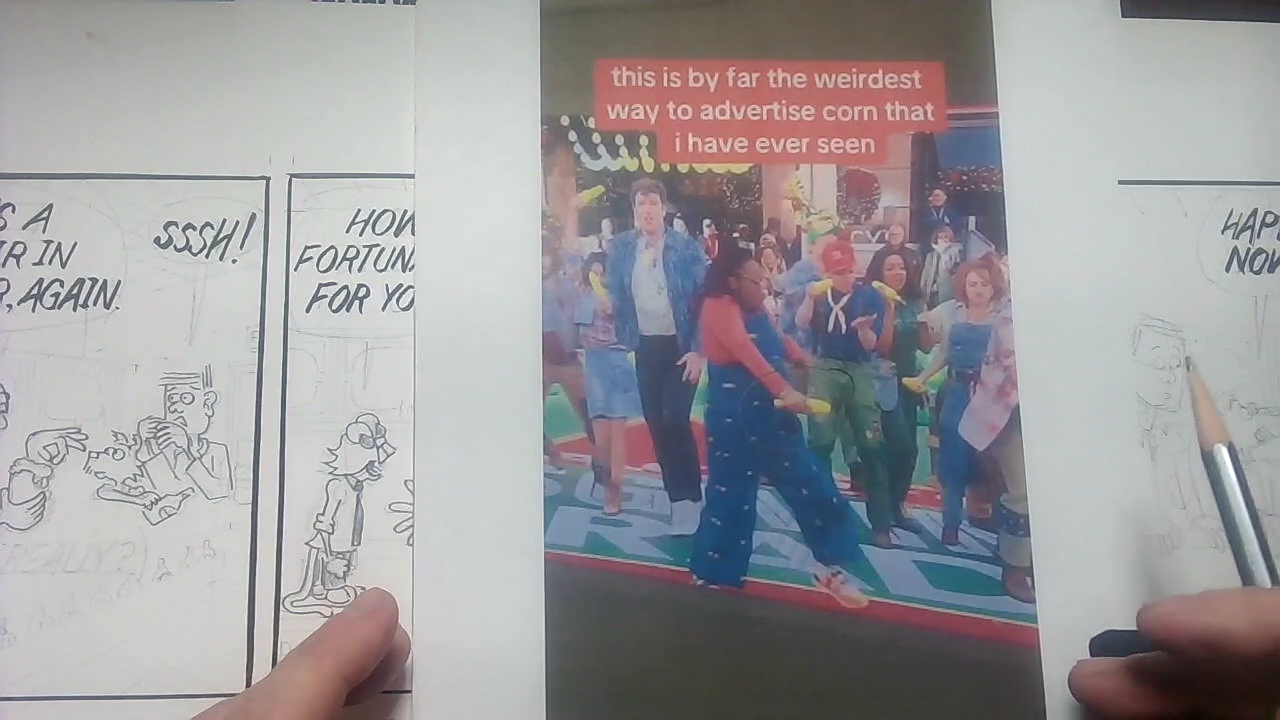 S A
R IN
, AGAIN.
SSSH!
HOW
FORTUN
FOR YO
this is by far the weirdest
way to advertise corn that
i have ever seen
HAP
NOW
REALLY?